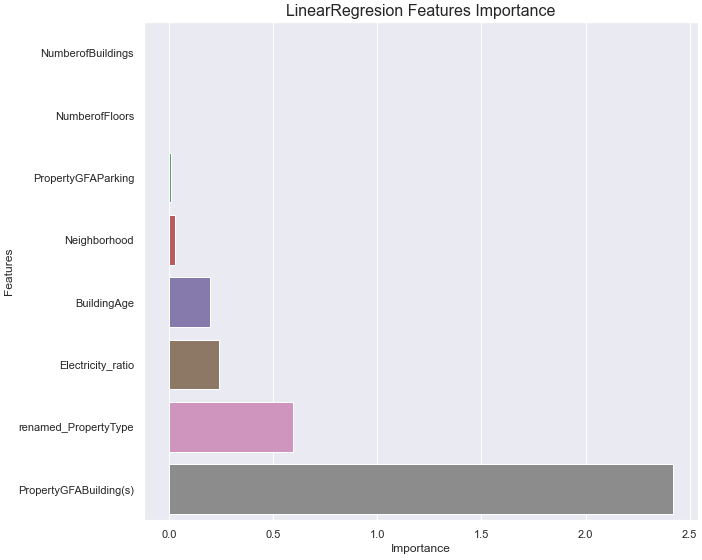 LinearRegresion Features Importance
NumberofBuildings
NumberofFloors
PropertyGFAParking
Neighborhood
BuildingAge
Electricity_ratio
renamed_PropertyType
PropertyGFABuilding(s)
Features
0.0 0.5 1.0 1.5 2.0 2.5
Importance